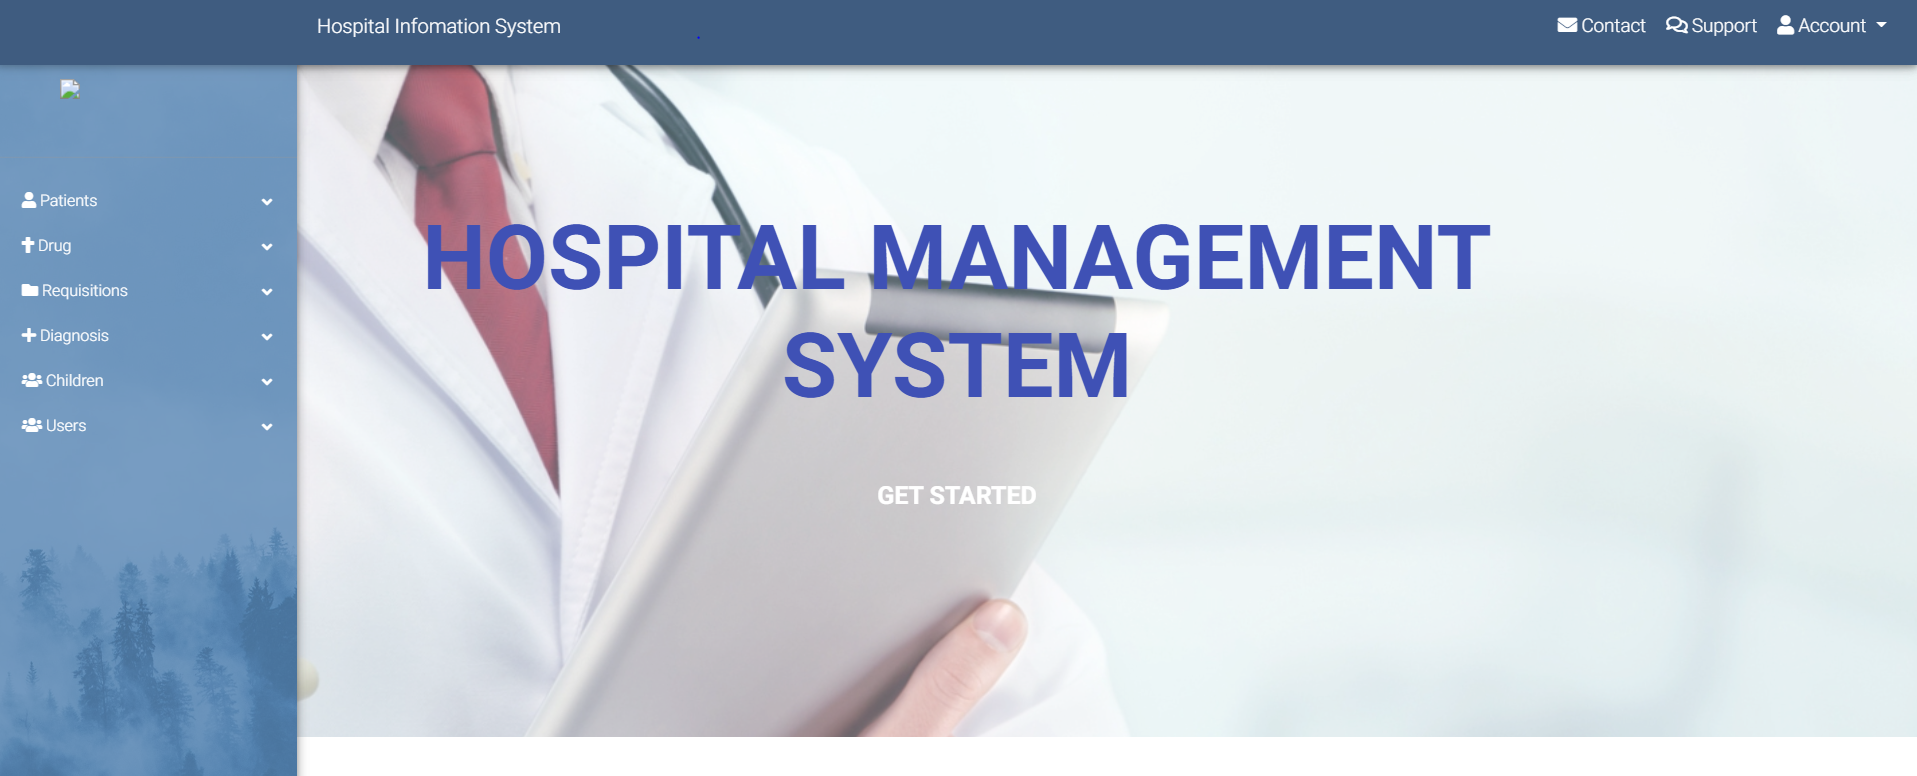 Hospital Infomation System
Contact Support Account
Patients
Drug
Requisitions
Diagnosis
Children
Users
HOSPITAL MANAGEMENT
SYSTEM
GET STARTED